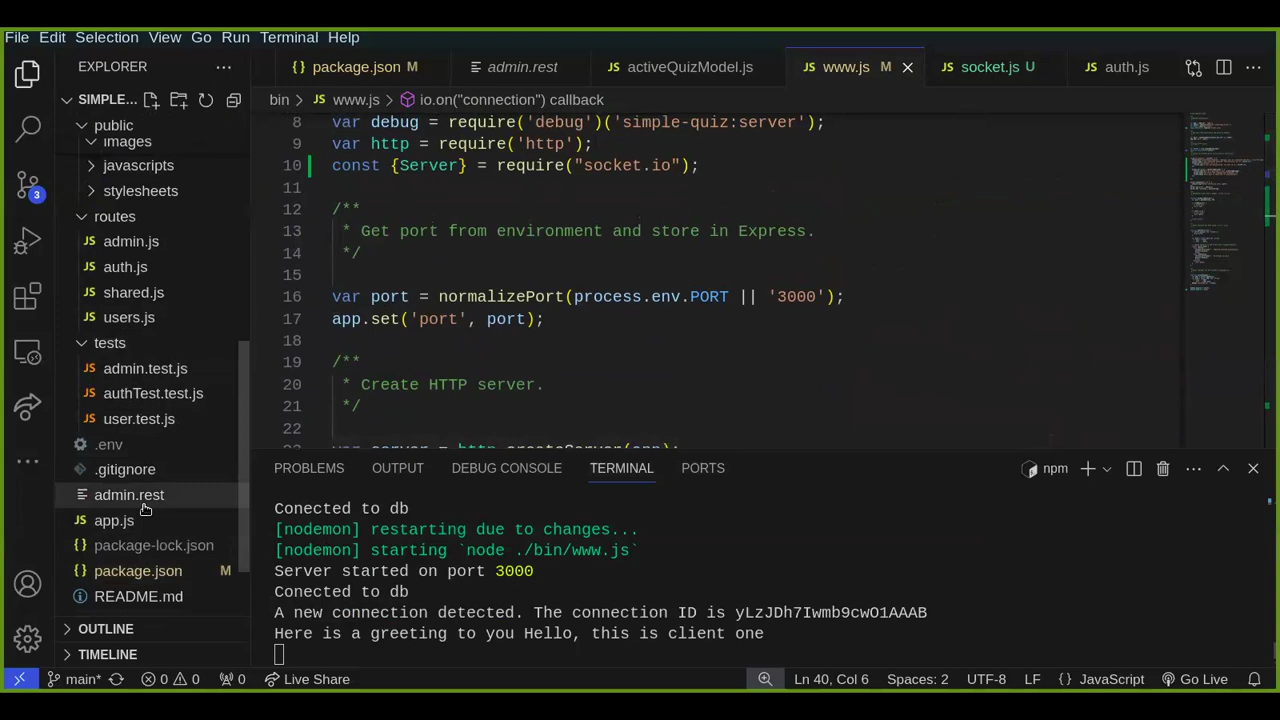 File Edit Selection View Go Run Terminal Help
EXPLORER
package.json M
admin.rest
activeQuizModel.js
www.js M
socket.js U
auth.js
SIMPLE...
bin > www.js > io.on("connection") callback
public
images
javascripts
stylesheets
routes
admin.js
auth.js
shared.js
users.js
tests
admin.test.js
authTest.test.js
user.test.js
.env
.gitignore
admin.rest
app.js
package-lock.json
package.json M
README.md
OUTLINE
TIMELINE
3
8 var debug = require('debug')('simple-quiz:server');
9 var http = require('http');
10 const {Server} = require("socket.io");
11
12 /**
13 * Get port from environment and store in Express.
14 */
15
16 var port = normalizePort(process.env.PORT || '3000');
17 app.set('port', port);
18
19 /**
20 * Create HTTP server.
21 */
22
23 var server = http.createServer(app);
PROBLEMS OUTPUT DEBUG CONSOLE TERMINAL PORTS
npm
Conected to db
[nodemon] restarting due to changes...
[nodemon] starting `node ./bin/www.js`
Server started on port 3000
Conected to db
A new connection detected. The connection ID is yLzJDh7Iwmb9cwO1AAAB
Here is a greeting to you Hello, this is client one
main* 0 0 0 Live Share Ln 40, Col 6 Spaces: 2 UTF-8 LF {} JavaScript Go Live